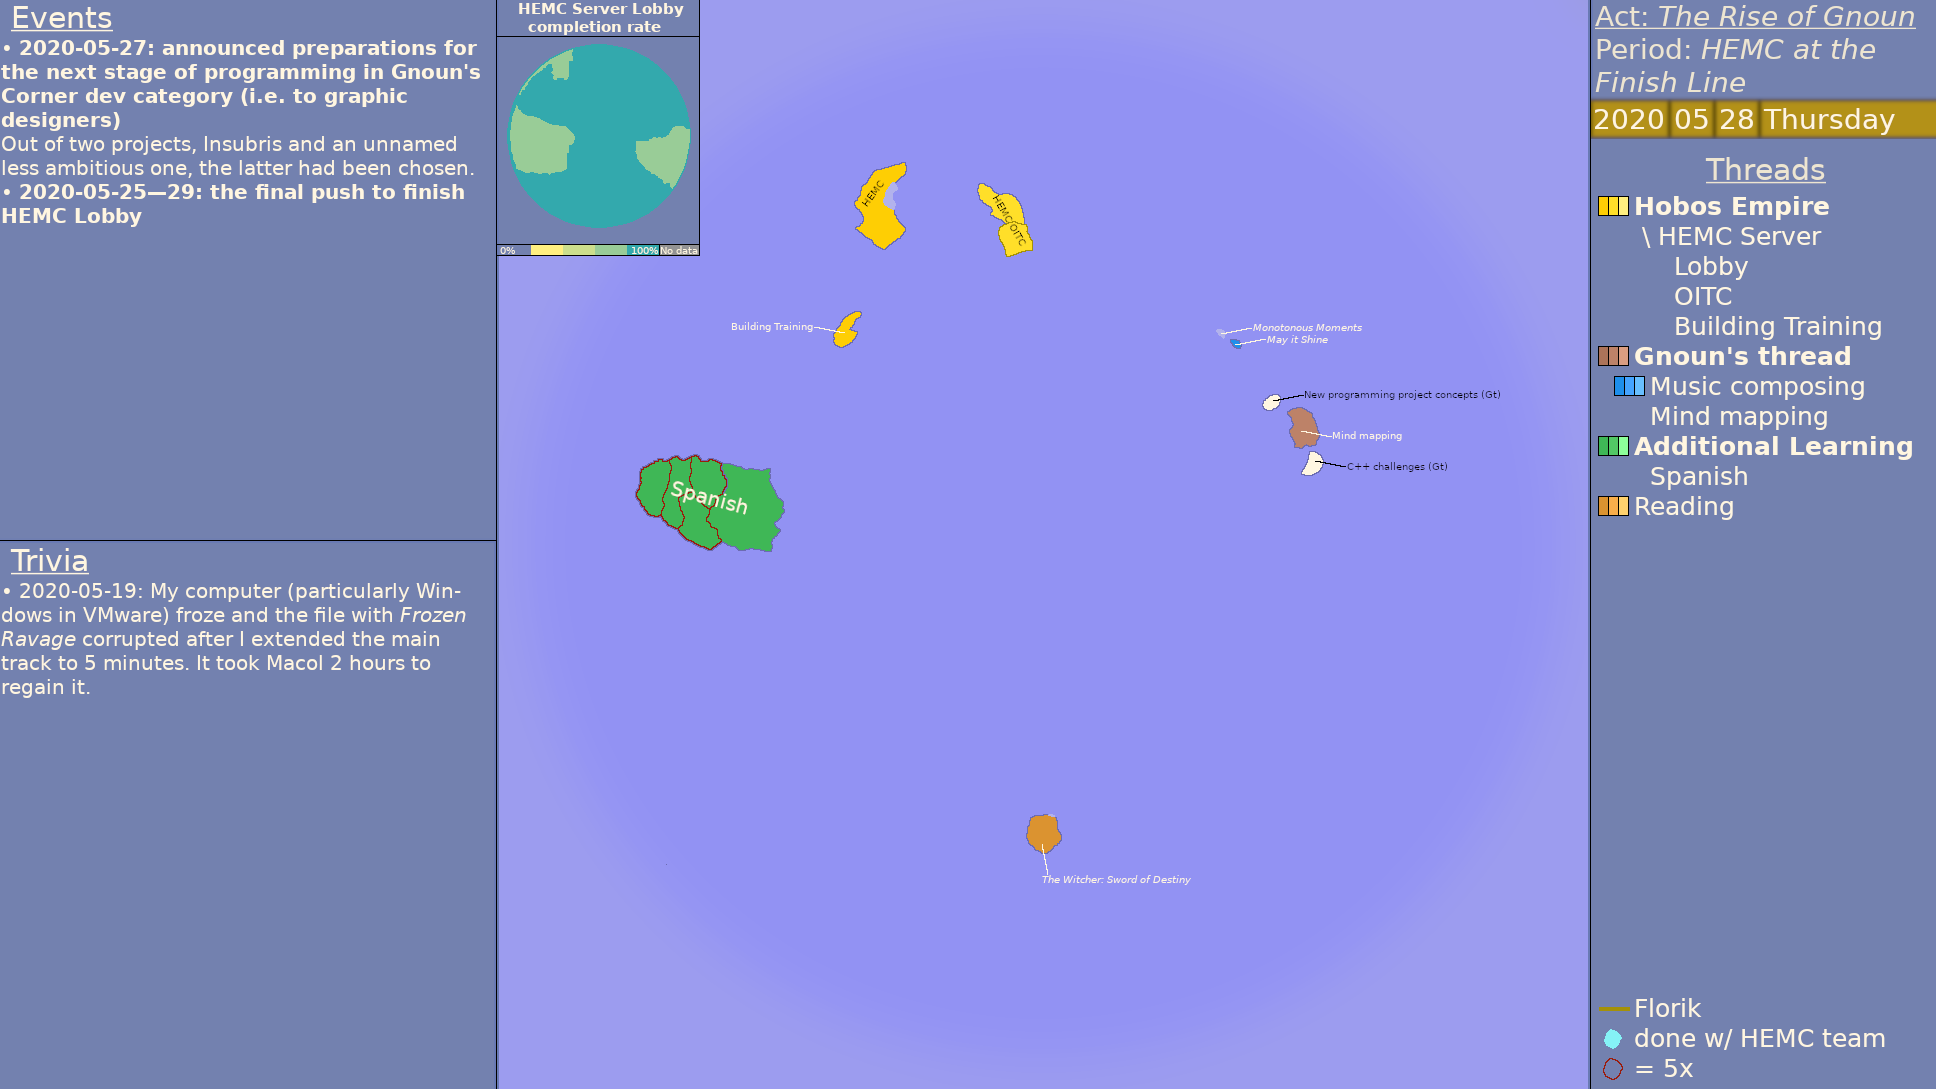 Events
• 2020-05-27: announced preparations for
the next stage of programming in Gnoun's
Corner dev category (i.e. to graphic
designers)
Out of two projects, Insubris and an unnamed
less ambitious one, the latter had been chosen.
• 2020-05-25—29: the final push to finish
HEMC Lobby
Trivia
• 2020-05-19: My computer (particularly Win-
dows in VMware) froze and the file with Frozen
Ravage corrupted after I extended the main
track to 5 minutes. It took Macol 2 hours to
regain it.
HEMC Server Lobby
completion rate
0%
100%
No data
HEMC
HEMC
OITC
Building Training
Monotonous Moments
May it Shine
New programming project concepts (Gt)
Mind mapping
C++ challenges (Gt)
Spanish
The Witcher: Sword of Destiny
Act: The Rise of Gnoun
Period: HEMC at the
Finish Line
2020 05 28 Thursday
Threads
Hobos Empire
\ HEMC Server
Lobby
OITC
Building Training
Gnoun's thread
Music composing
Mind mapping
Additional Learning
Spanish
Reading
Florik
done w/ HEMC team
= 5x